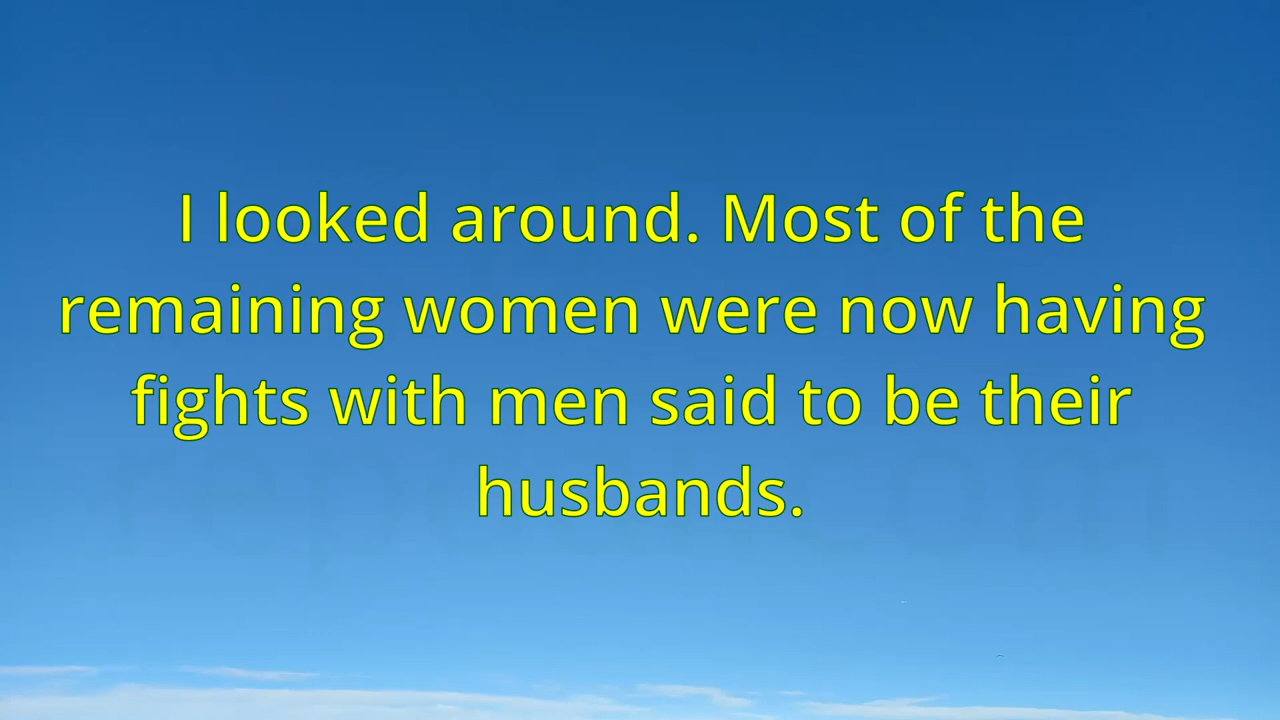 I looked around. Most of the
remaining women were now having
fights with men said to be their
husbands.